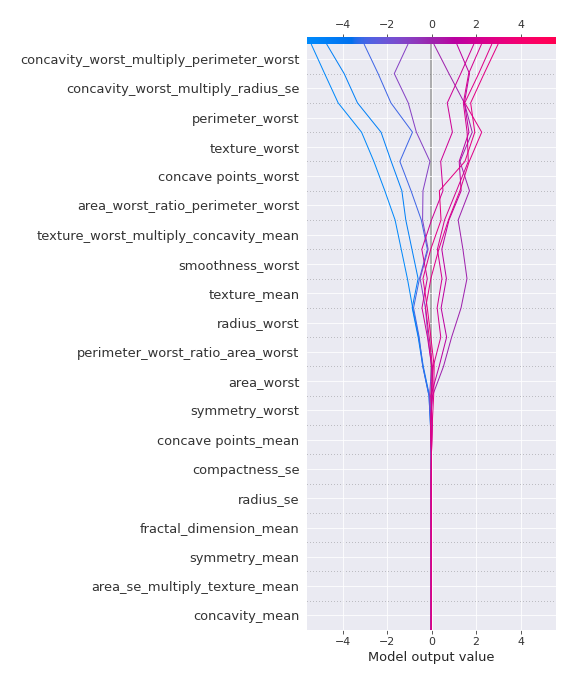 −4 −2 0 2 4
concavity_worst_multiply_perimeter_worst
concavity_worst_multiply_radius_se
perimeter_worst
texture_worst
concave points_worst
area_worst_ratio_perimeter_worst
texture_worst_multiply_concavity_mean
smoothness_worst
texture_mean
radius_worst
perimeter_worst_ratio_area_worst
area_worst
symmetry_worst
concave points_mean
compactness_se
radius_se
fractal_dimension_mean
symmetry_mean
area_se_multiply_texture_mean
concavity_mean
−4 −2 0 2 4
Model output value